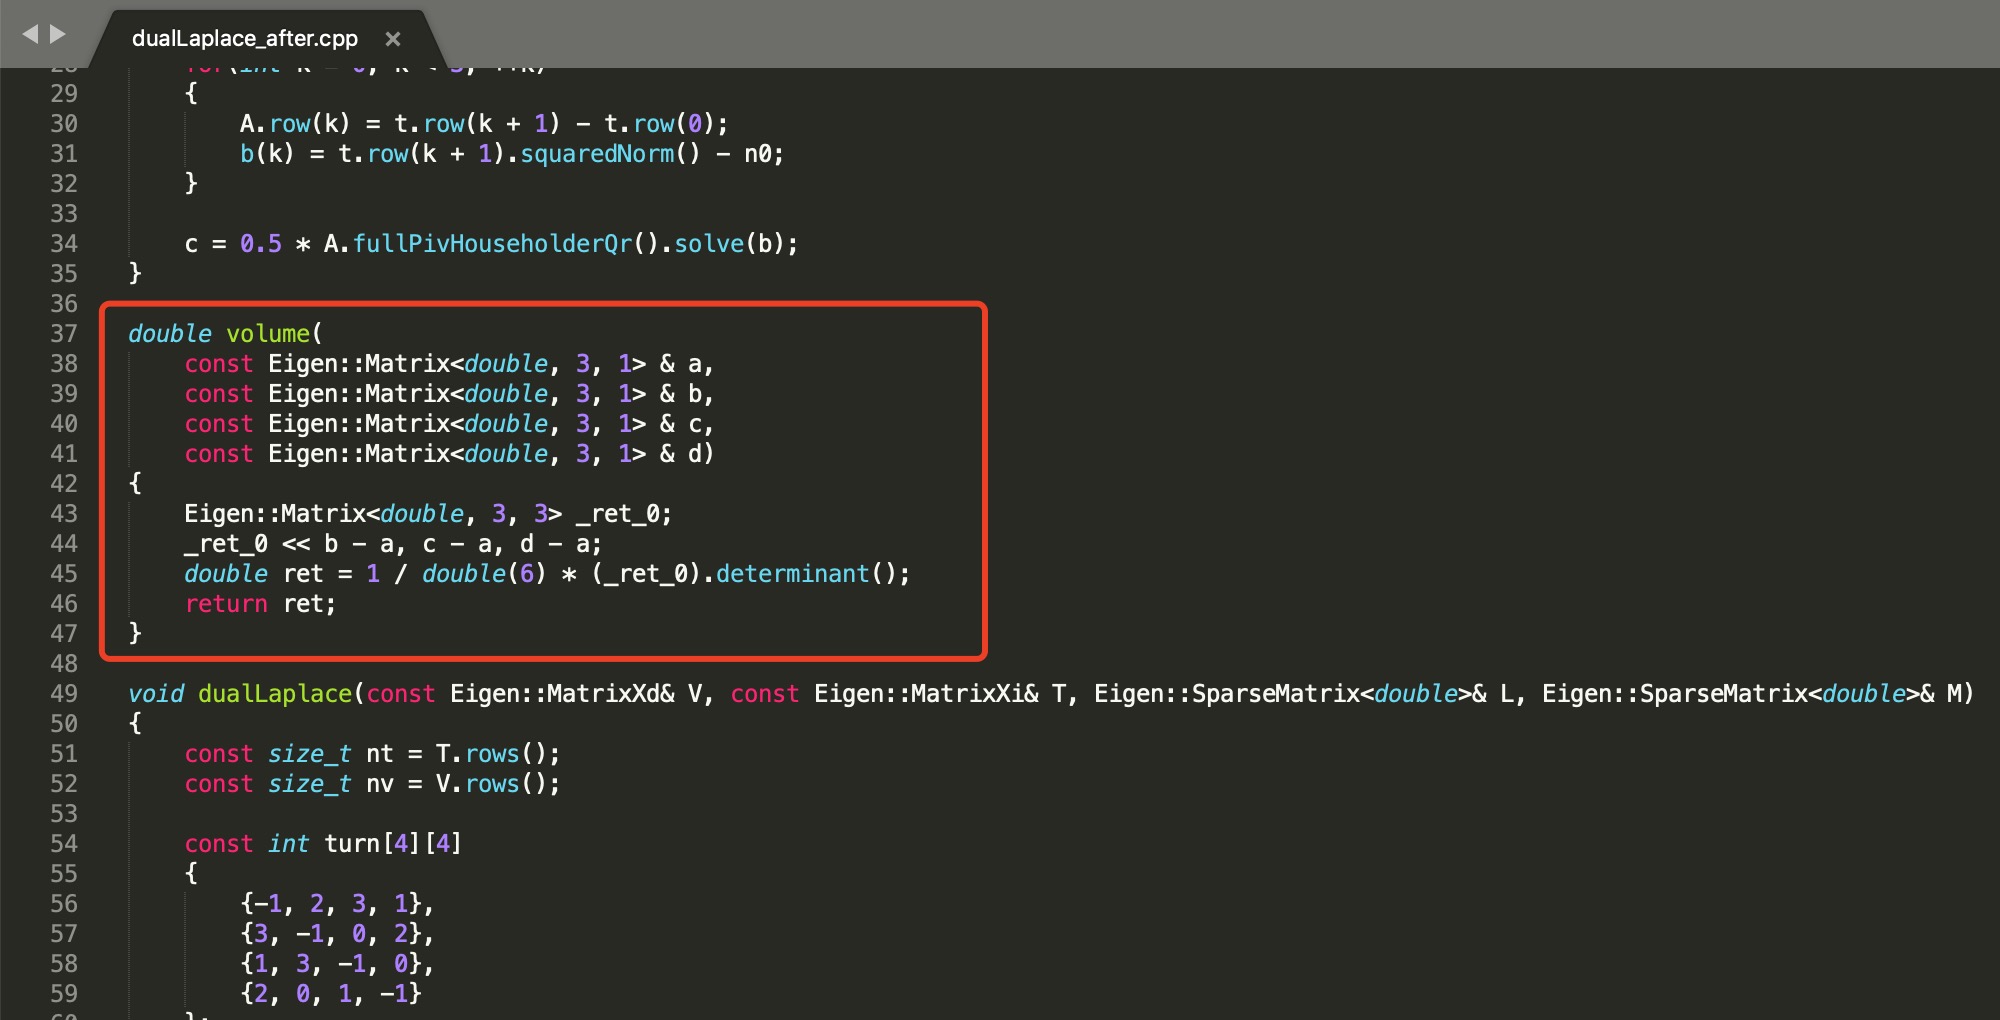 dualLaplace_after.cpp ×
29 {
30 A.row(k) = t.row(k + 1) - t.row(0);
31 b(k) = t.row(k + 1).squaredNorm() - n0;
32 }
33
34 c = 0.5 * A.fullPivHouseholderQr().solve(b);
35 }
36
37 double volume(
38 const Eigen::Matrix<double, 3, 1> & a,
39 const Eigen::Matrix<double, 3, 1> & b,
40 const Eigen::Matrix<double, 3, 1> & c,
41 const Eigen::Matrix<double, 3, 1> & d)
42 {
43 Eigen::Matrix<double, 3, 3> _ret_0;
44 _ret_0 << b - a, c - a, d - a;
45 double ret = 1 / double(6) * (_ret_0).determinant();
46 return ret;
47 }
48
49 void dualLaplace(const Eigen::MatrixXd& V, const Eigen::MatrixXi& T, Eigen::SparseMatrix<double>& L, Eigen::SparseMatrix<double>& M)
50 {
51 const size_t nt = T.rows();
52 const size_t nv = V.rows();
53
54 const int turn[4][4]
55 {
56 {-1, 2, 3, 1},
57 {3, -1, 0, 2},
58 {1, 3, -1, 0},
59 {2, 0, 1, -1}